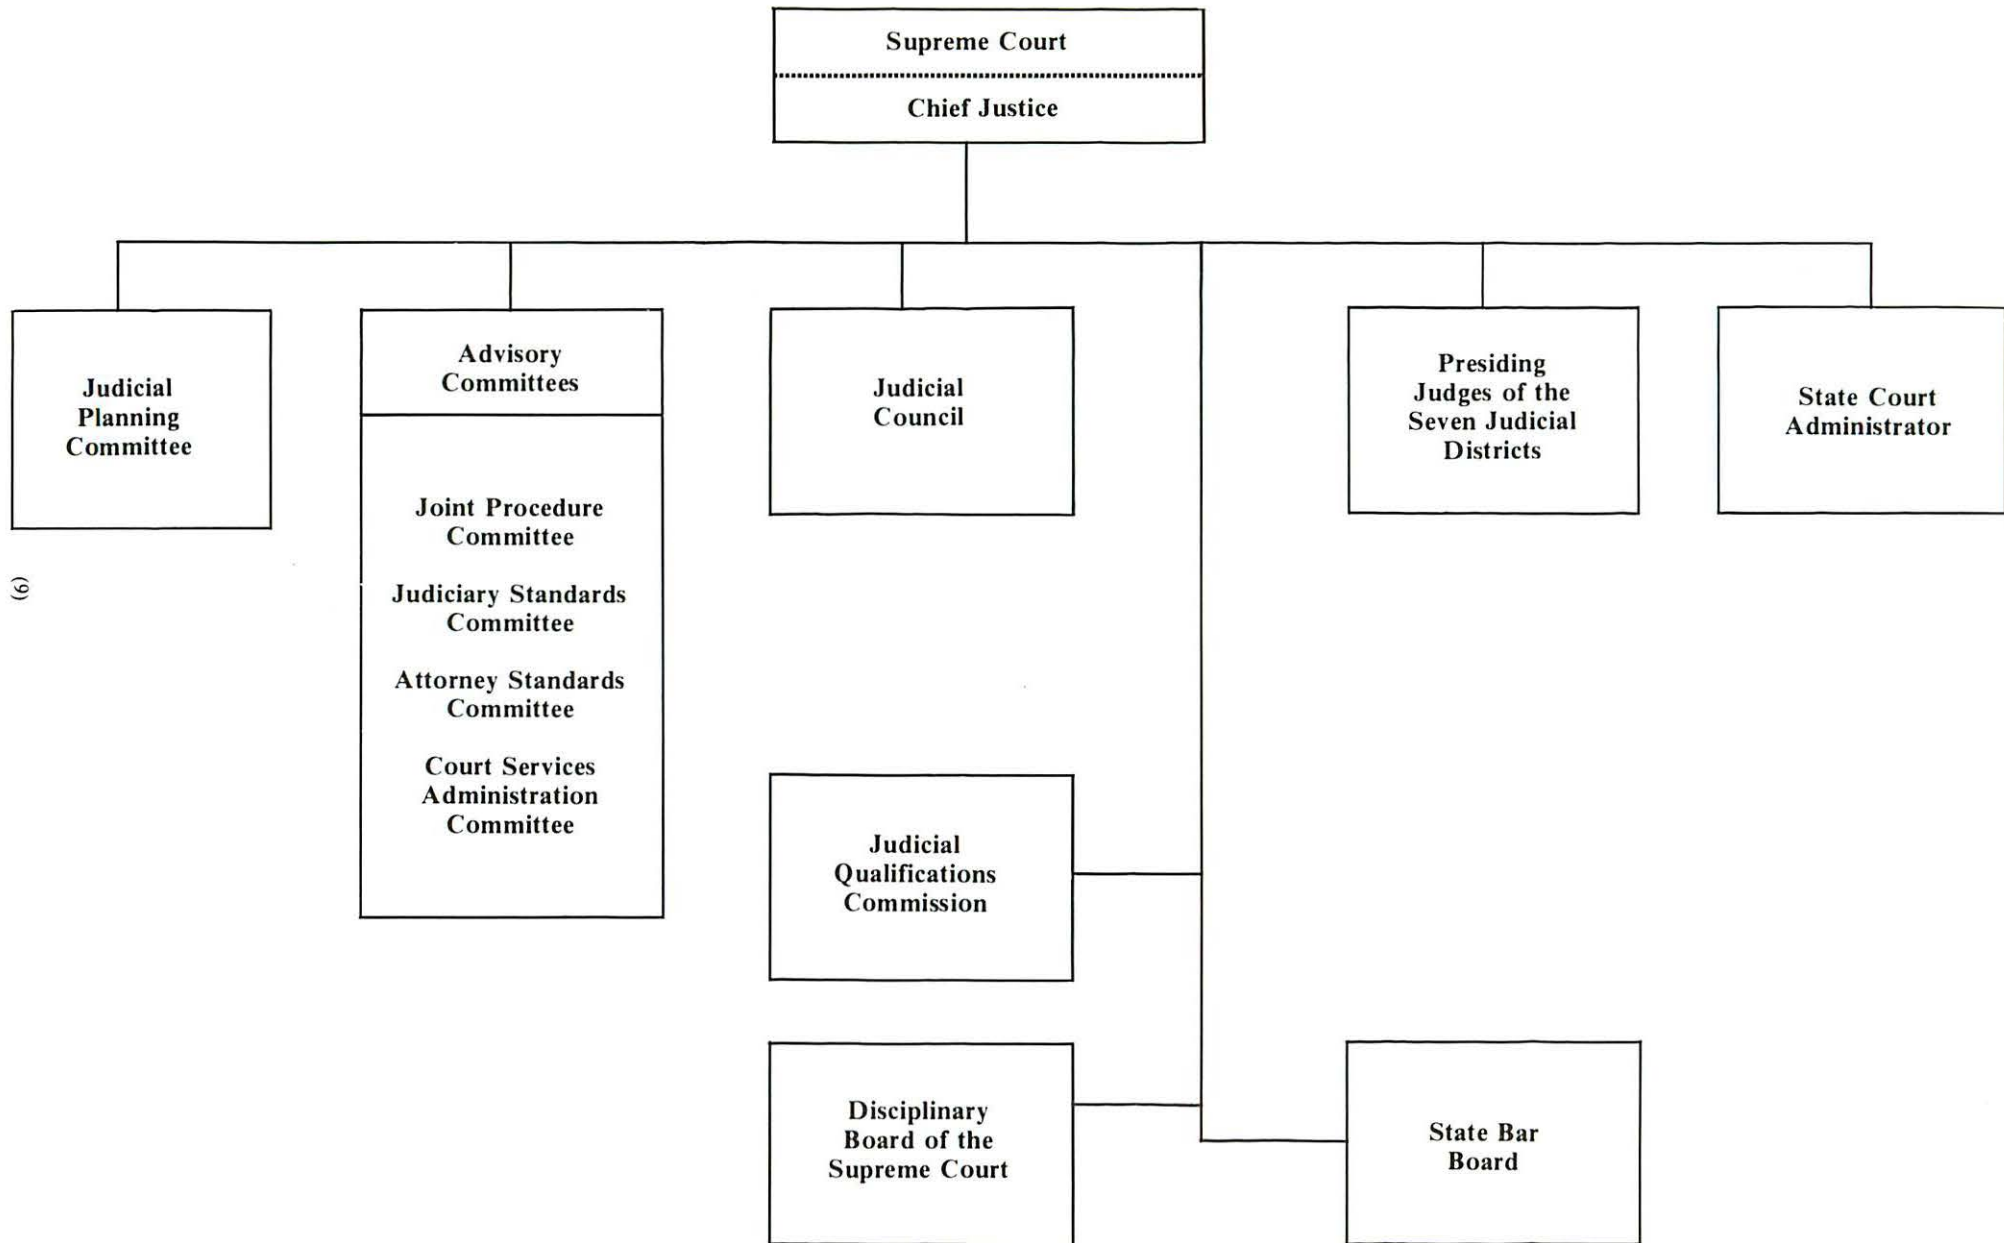 Supreme Court
Chief Justice
Judicial
Planning
Committee
Advisory
Committees
Joint Procedure
Committee
Judiciary Standards
Committee
Attorney Standards
Committee
Court Services
Administration
Committee
Judicial
Council
Presiding
Judges of the
Seven Judicial
Districts
State Court
Administrator
Judicial
Qualifications
Commission
Disciplinary
Board of the
Supreme Court
State Bar
Board
(9)